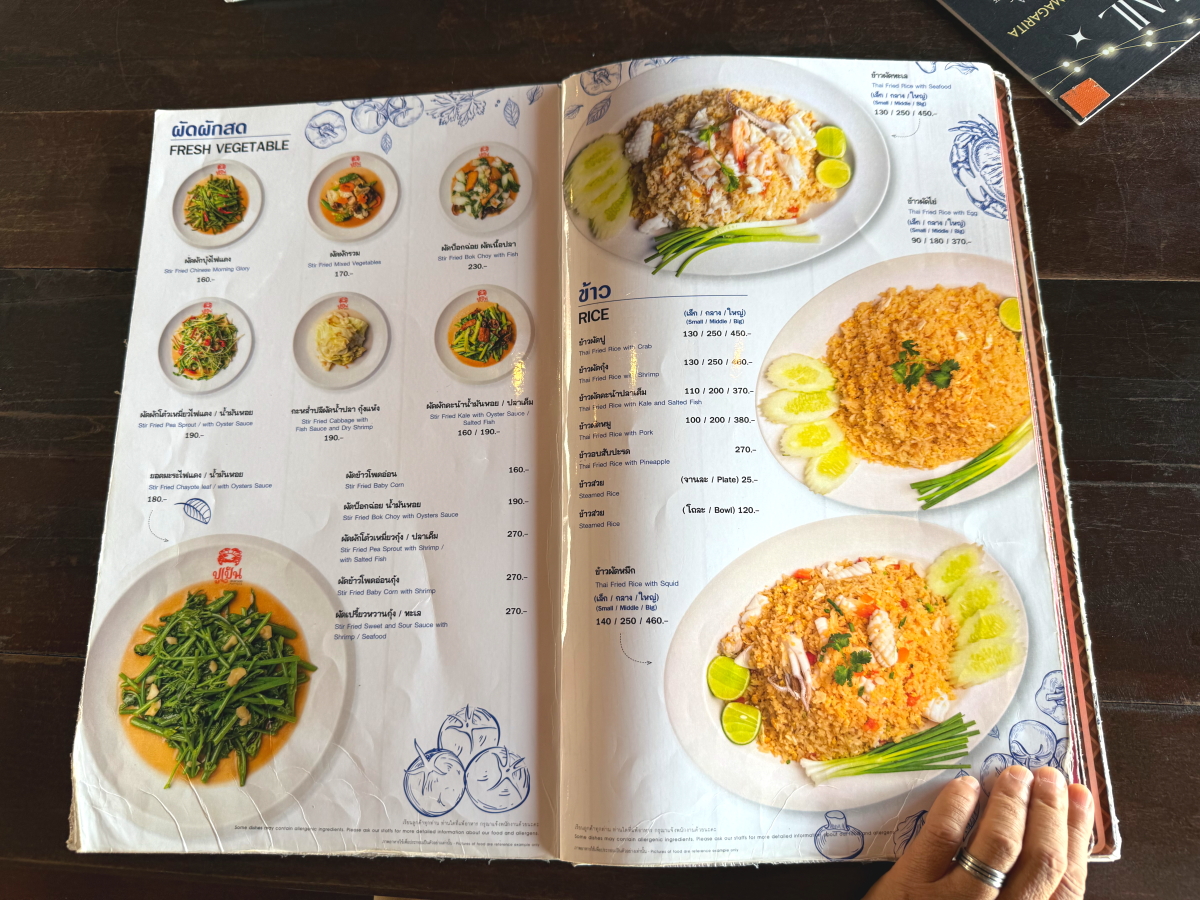 ผัดผักสด
FRESH VEGETABLE
ผัดผักบุ้งไฟแดง
Stir Fried Chinese Morning Glory
160.-
ผัดผักรวม
Stir Fried Mixed Vegetables
170.-
ผัดป๊อกฉ่อย ผัดเนื้อปลา
Stir Fried Bok Choy with Fish
230.-
ผัดผักโต้วเหมี่ยวไฟแดง / น้ำมันหอย
Stir Fried Pea Sprout / with Oyster Sauce
190.-
กะหล่ำปลีผัดน้ำปลา กุ้งแห้ง
Stir Fried Cabbage with
Fish Sauce and Dry Shrimp
190.-
ผัดผักคะน้าน้ำมันหอย / ปลาเค็ม
Stir Fried Kale with Oyster Sauce /
Salted Fish
160 / 190.-
ยอดมะระไฟแดง / น้ำมันหอย
Stir Fried Chayote leaf / with Oysters Sauce
180.-
ผัดข้าวโพดอ่อน 160.-
Stir Fried Baby Corn
ผัดป๊อกฉ่อย น้ำมันหอย 190.-
Stir Fried Bok Choy with Oysters Sauce
ผัดผักโต้วเหมี่ยวกุ้ง / ปลาเค็ม 270.-
Stir Fried Pea Sprout with Shrimp /
with Salted Fish
ผัดข้าวโพดอ่อนกุ้ง 270.-
Stir Fried Baby Corn with Shrimp
ผัดเปรี้ยวหวานกุ้ง / ทะเล 270.-
Stir Fried Sweet and Sour Sauce with
Shrimp / Seafood
ปูเป็น
Some dishes may contain allergenic ingredients. Please ask our staffs for more detailed information about our food and allergens.
ข้าวผัดทะเล
Thai Fried Rice with Seafood
(เล็ก / กลาง / ใหญ่)
(Small / Middle / Big)
130 / 250 / 450.-
ข้าวผัดไข่
Thai Fried Rice with Egg
(เล็ก / กลาง / ใหญ่)
(Small / Middle / Big)
90 / 180 / 370.-
ข้าว
RICE
(เล็ก / กลาง / ใหญ่)
(Small / Middle / Big)
ข้าวผัดปู 130 / 250 / 450.-
Thai Fried Rice with Crab
ข้าวผัดกุ้ง 130 / 250 / 460.-
Thai Fried Rice with Shrimp
ข้าวผัดคะน้าปลาเค็ม 110 / 200 / 370.-
Thai Fried Rice with Kale and Salted Fish
ข้าวผัดหมู 100 / 200 / 380.-
Thai Fried Rice with Pork
ข้าวอบสับปะรด 270.-
Thai Fried Rice with Pineapple
ข้าวสวย (จานละ / Plate) 25.-
Steamed Rice
ข้าวสวย (โถละ / Bowl) 120.-
Steamed Rice
ข้าวผัดหมึก
Thai Fried Rice with Squid
(เล็ก / กลาง / ใหญ่)
(Small / Middle / Big)
140 / 250 / 460.-
Some dishes may contain allergenic ingredients. Please ask our staffs for more detailed information about our food and
MAGARITA